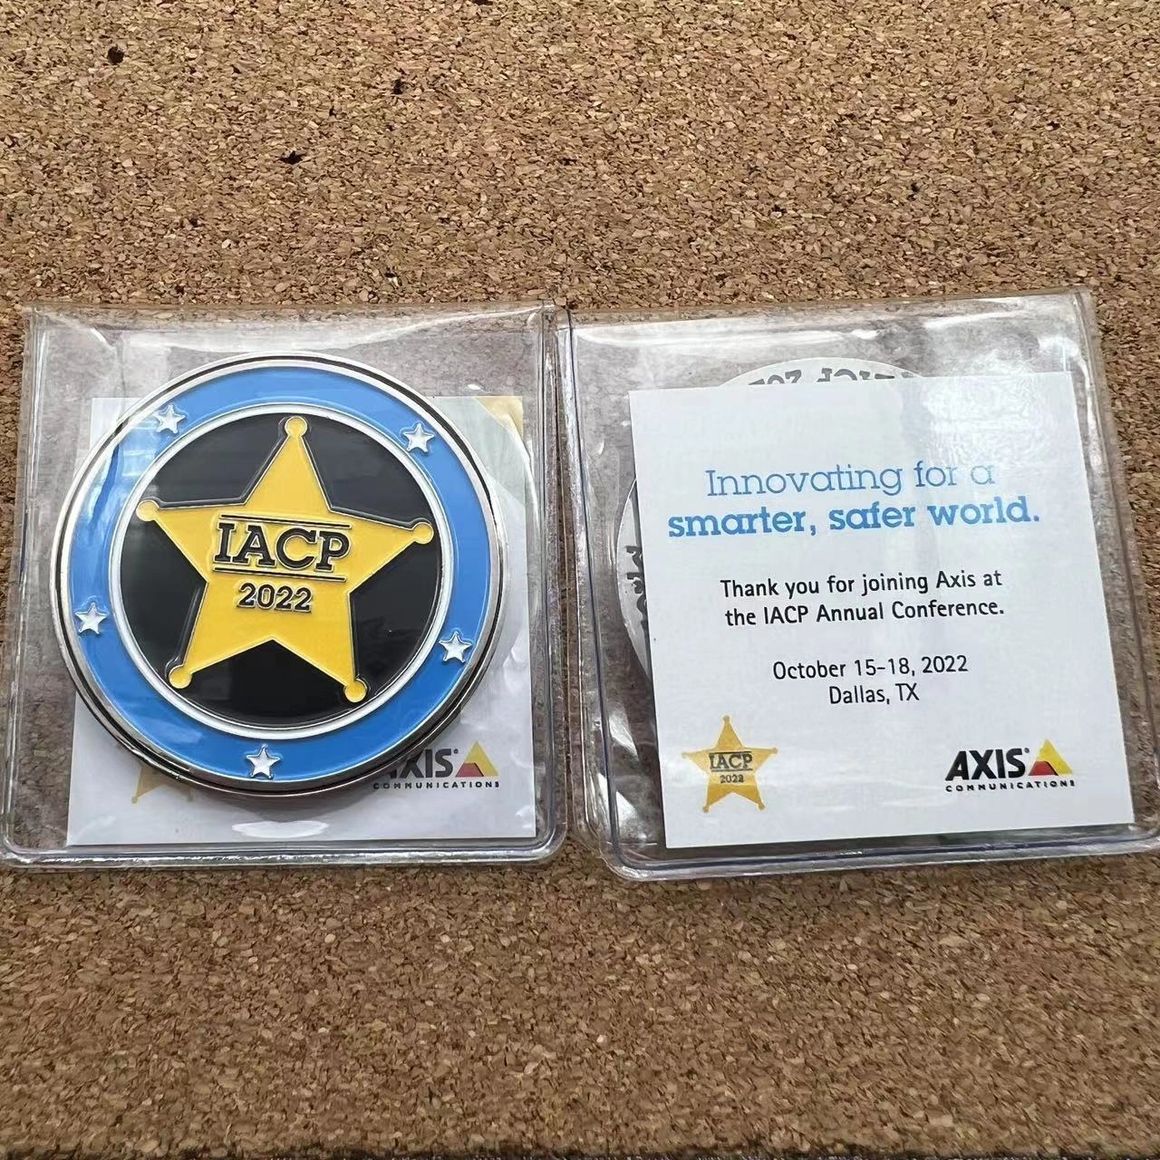 IACP
2022
AXIS
COMMUNICATIONS
Innovating for a
smarter, safer world.
Thank you for joining Axis at
the IACP Annual Conference.
October 15-18, 2022
Dallas, TX
IACP
2022
AXIS
COMMUNICATIONS